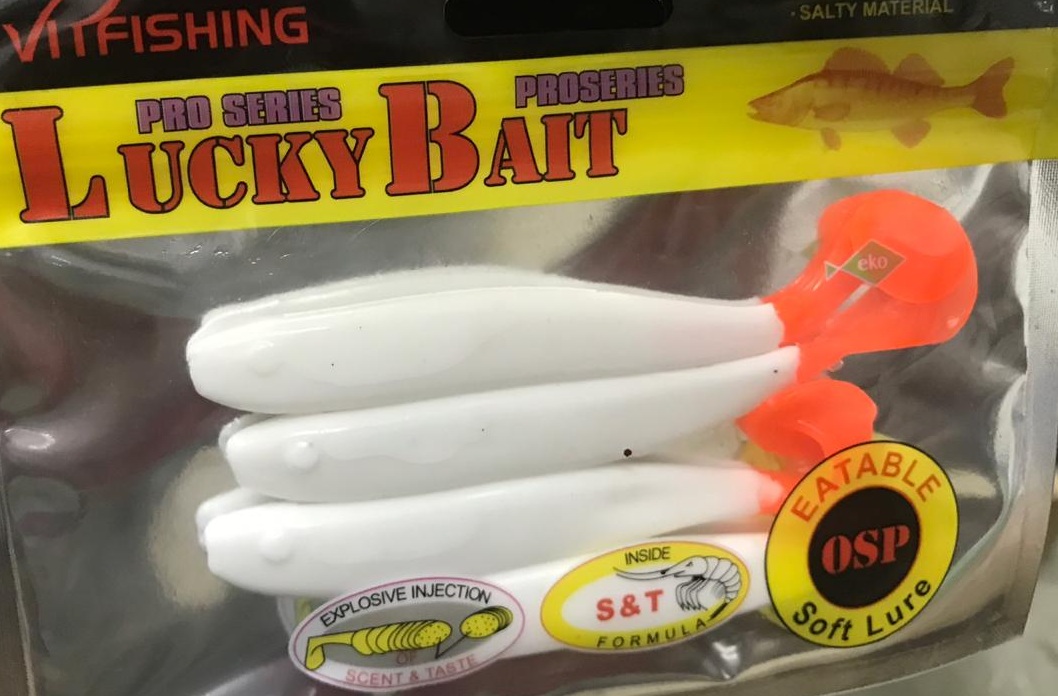 VITFISHING
· SALTY MATERIAL
PRO SERIES PROSERIES
LUCKY BAIT
eko
EATABLE
OSP
Soft Lure
INSIDE
S & T
FORMULA
EXPLOSIVE INJECTION
OF
SCENT & TASTE